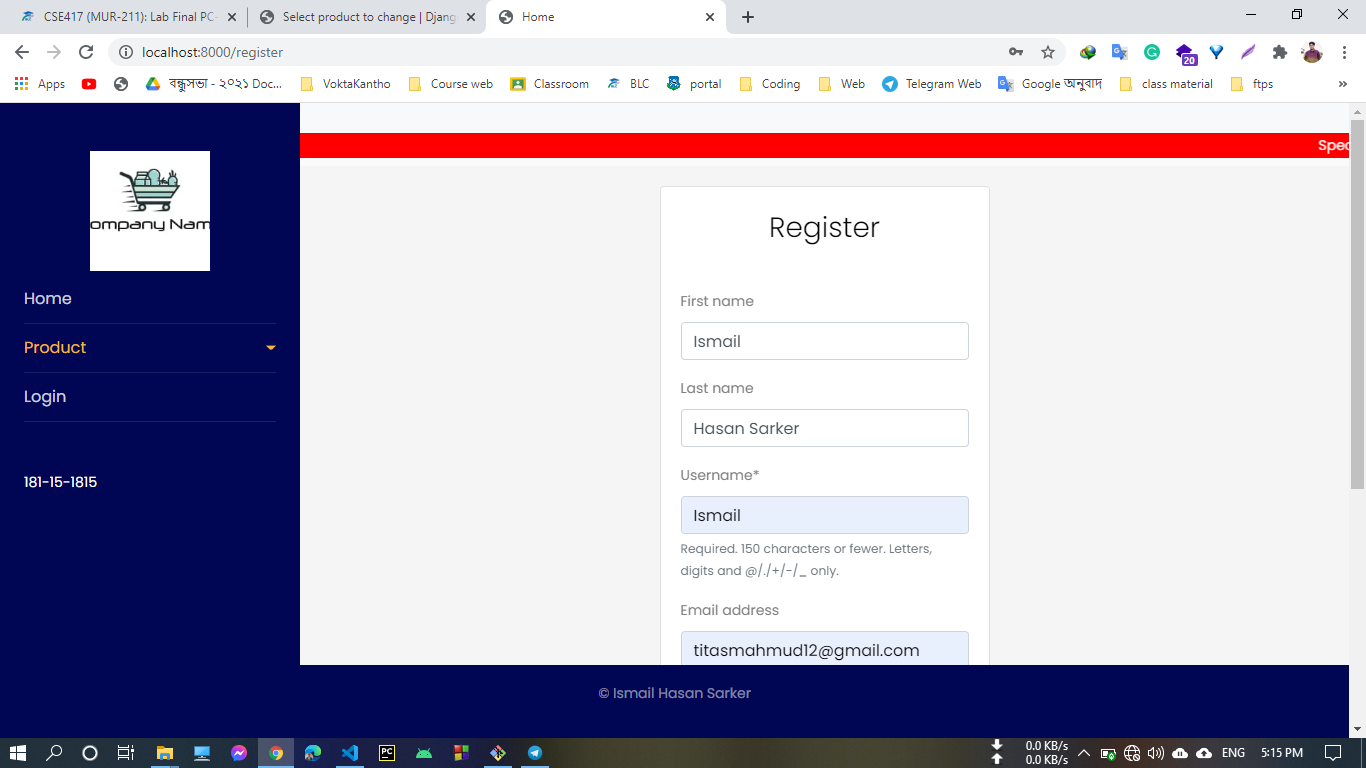 CSE417 (MUR-211): Lab Final PC-
Select product to change | Djang
Home
localhost:8000/register
20
Apps
বন্ধুসভা - ২০২১ Doc...
VoktaKantho
Course web
Classroom
BLC
portal
Coding
Web
Telegram Web
Google অনুবাদ
class material
ftps
»
ompany Nam
Home
Product
Login
181-15-1815
Spec
Register
First name
Ismail
Last name
Hasan Sarker
Username*
Ismail
Required. 150 characters or fewer. Letters,
digits and @/./+/-/_ only.
Email address
titasmahmud12@gmail.com
© Ismail Hasan Sarker
PC
0.0 KB/s
0.0 KB/s
ENG
5:15 PM